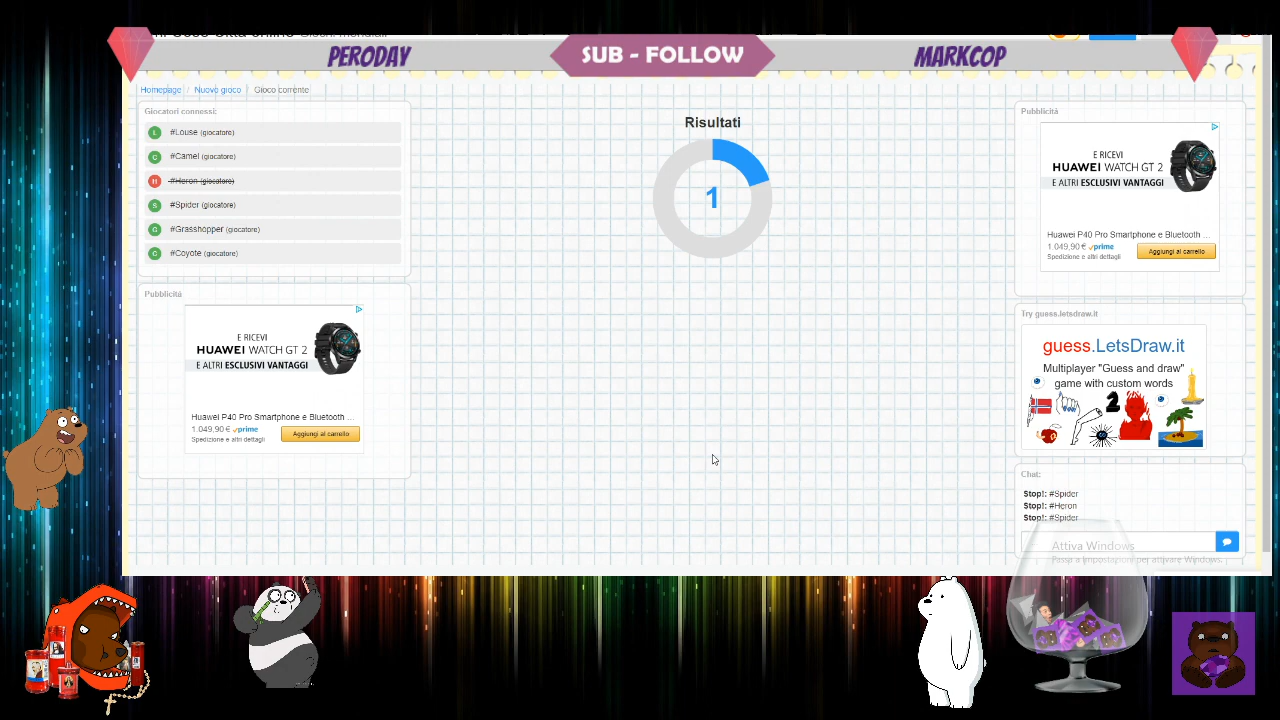 PERODAY
SUB - FOLLOW
MARKCOP
Homepage / Nuovo gioco / Gioco corrente
Giocatori connessi:
L #Louse (giocatore)
C #Camel (giocatore)
H #Heron (giocatore)
S #Spider (giocatore)
G #Grasshopper (giocatore)
C #Coyote (giocatore)
Pubblicità
E RICEVI
HUAWEI WATCH GT 2
E ALTRI ESCLUSIVI VANTAGGI
Huawei P40 Pro Smartphone e Bluetooth ...
1.049,90 € prime
Spedizione e altri dettagli
Aggiungi al carrello
Risultati
1
Pubblicità
E RICEVI
HUAWEI WATCH GT 2
E ALTRI ESCLUSIVI VANTAGGI
Huawei P40 Pro Smartphone e Bluetooth ...
1.049,90 € prime
Spedizione e altri dettagli
Aggiungi al carrello
Try guess.letsdraw.it
guess.LetsDraw.it
Multiplayer "Guess and draw"
game with custom words
2
Chat:
Stop!: #Spider
Stop!: #Heron
Stop!: #Spider
Attiva Windows
Passa a Impostazioni per attivare Windows.